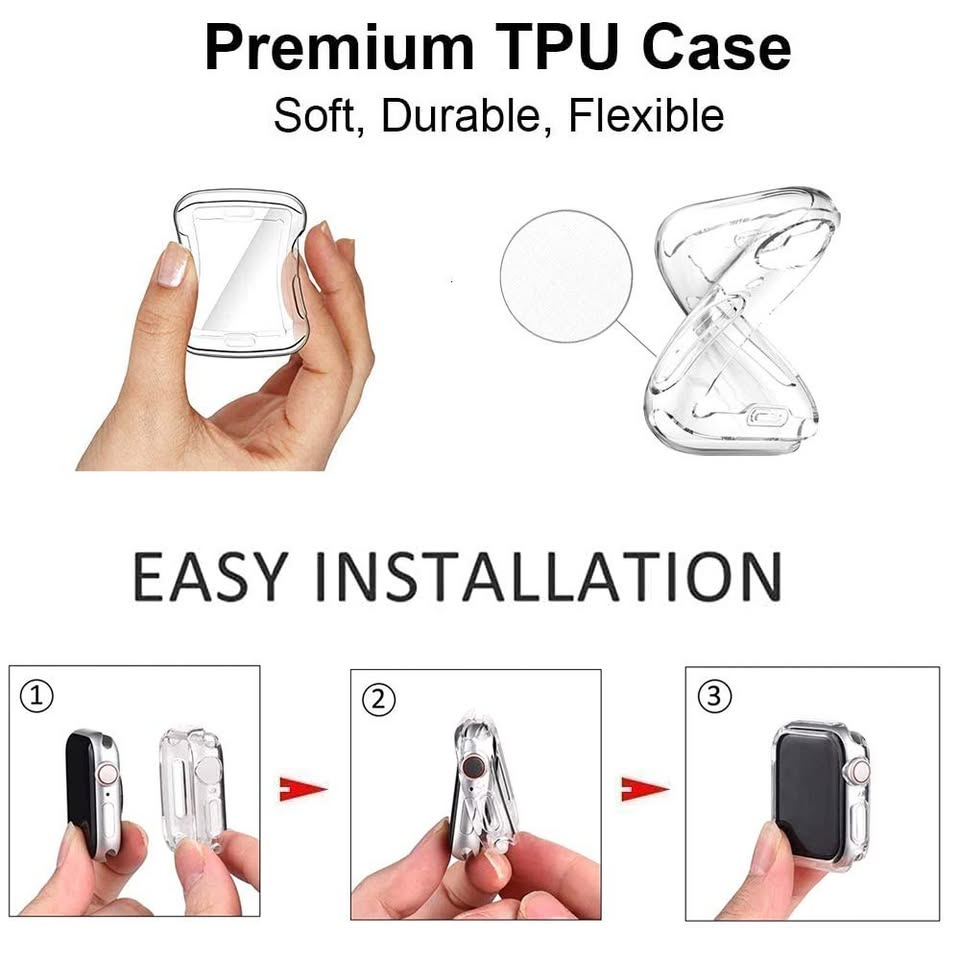 Premium TPU Case
Soft, Durable, Flexible
EASY INSTALLATION
1
2
3